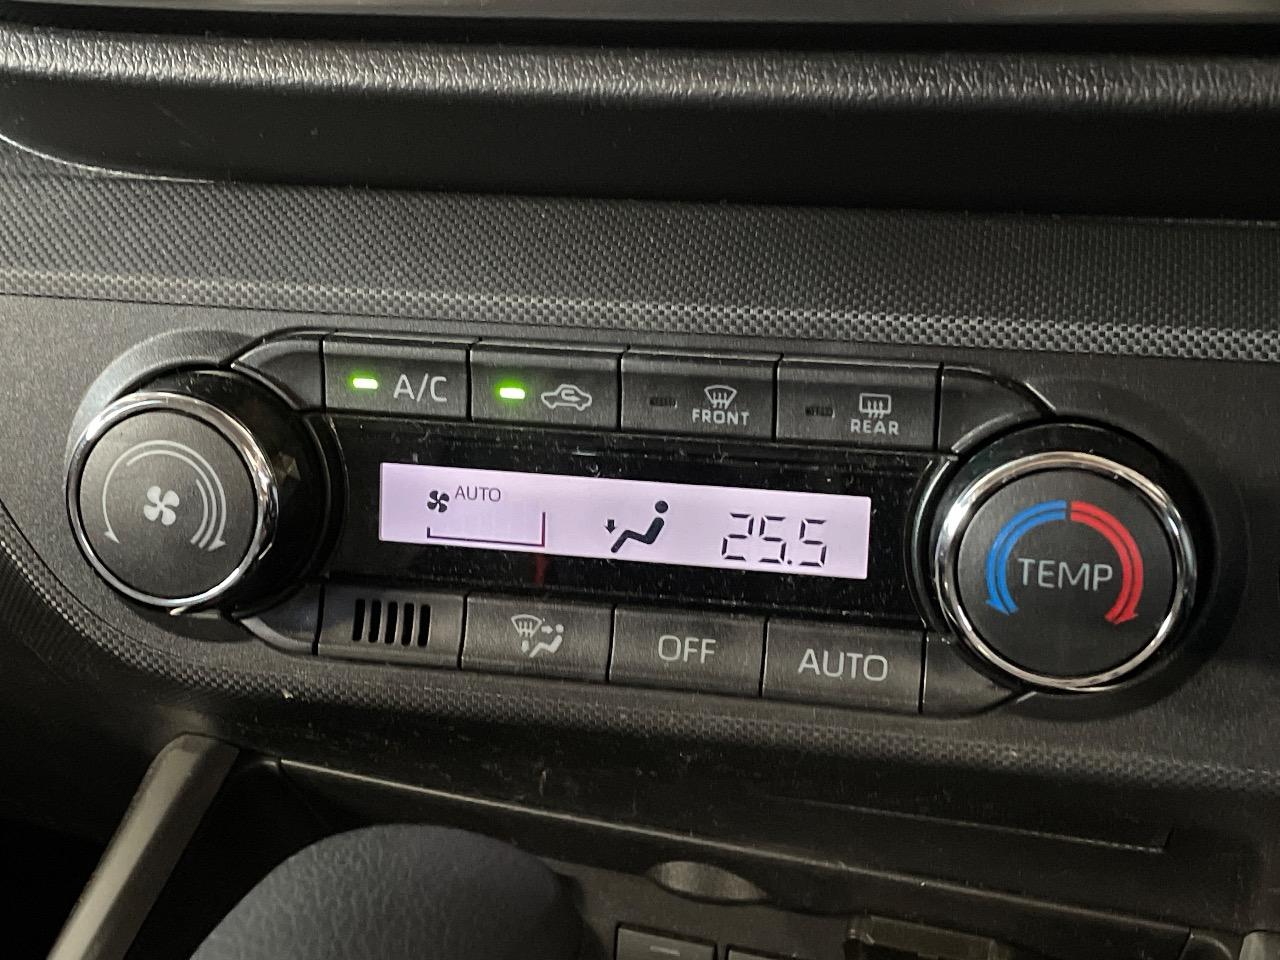 A/C
FRONT
REAR
AUTO
25.5
TEMP
OFF
AUTO